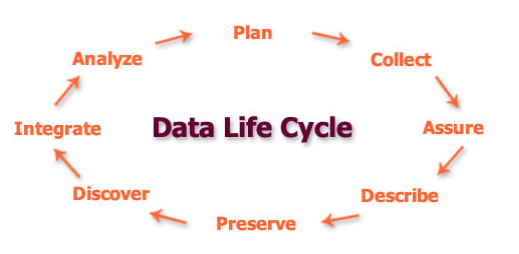 Plan
Analyze
Collect
Integrate
Data Life Cycle
Assure
Discover
Describe
Preserve